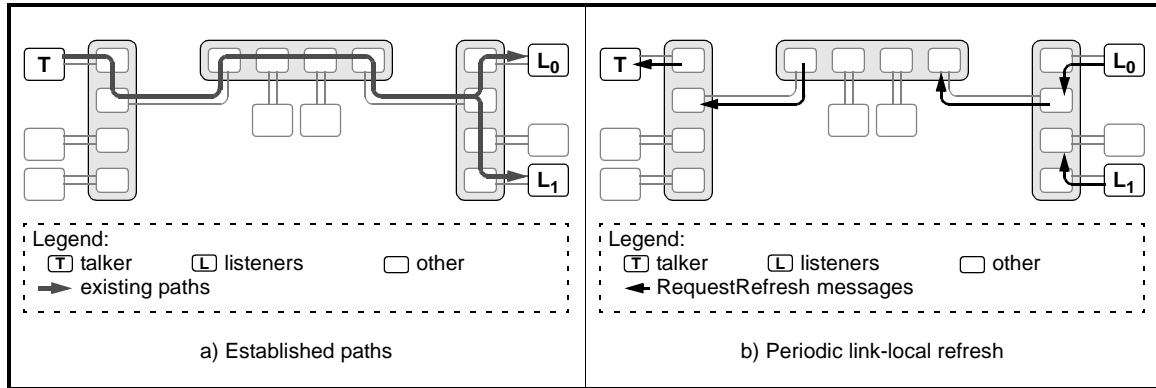 T
L0
L1
Legend:
T talker L listeners other
existing paths
a) Established paths
T
L0
L1
Legend:
T talker L listeners other
RequestRefresh messages
b) Periodic link-local refresh